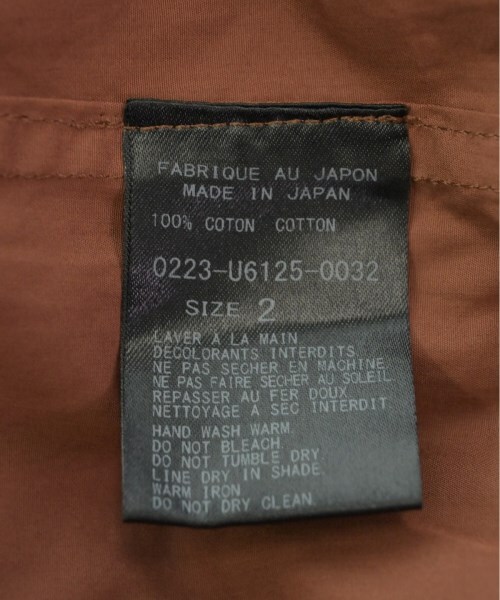 FABRIQUE AU JAPON
MADE IN JAPAN
100% COTON COTTON
0223-U6125-0032
SIZE 2
LAVER A LA MAIN
DECOLORANTS INTERDITS
NE PAS SECHER EN MACHINE
NE PAS FAIRE SECHER AU SOLEIL
REPASSER AU FER DOUX
NETTOYAGE A SEC INTERDIT
HAND WASH WARM.
DO NOT BLEACH.
DO NOT TUMBLE DRY.
LINE DRY IN SHADE.
WARM IRON
DO NOT DRY CLEAN.